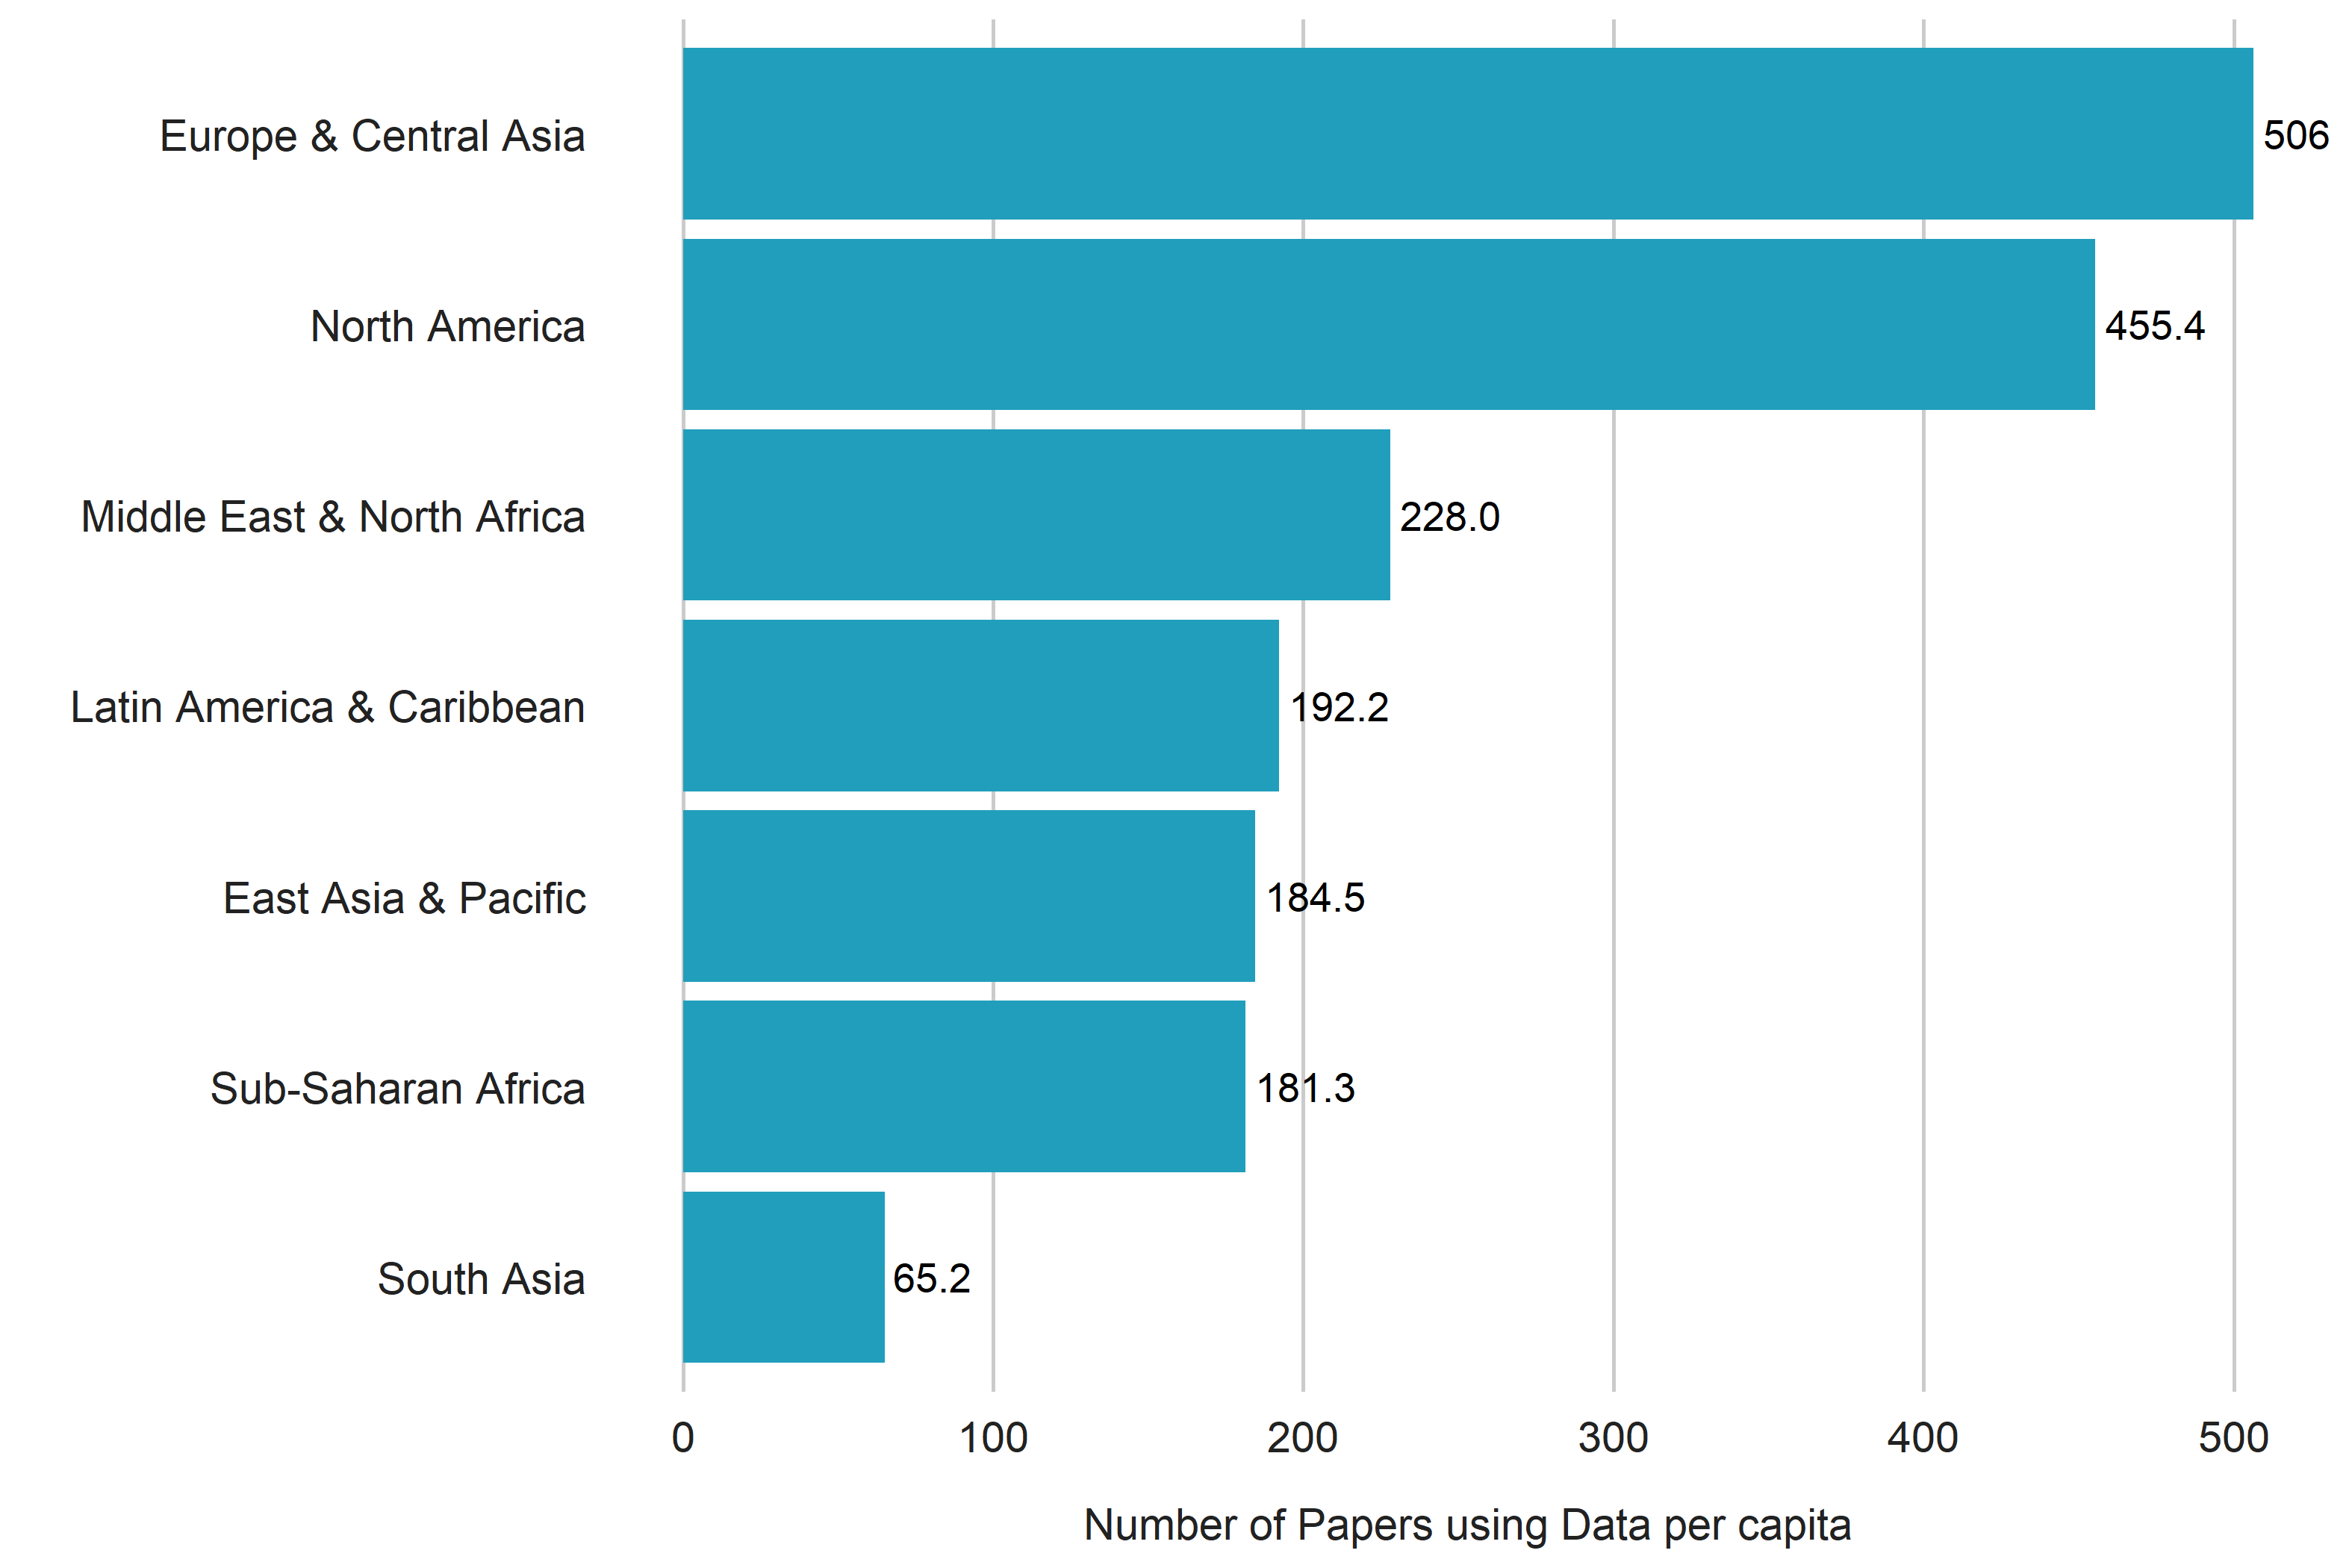 Europe & Central Asia 506
North America 455.4
Middle East & North Africa 228.0
Latin America & Caribbean 192.2
East Asia & Pacific 184.5
Sub-Saharan Africa 181.3
South Asia 65.2
0 100 200 300 400 500
Number of Papers using Data per capita